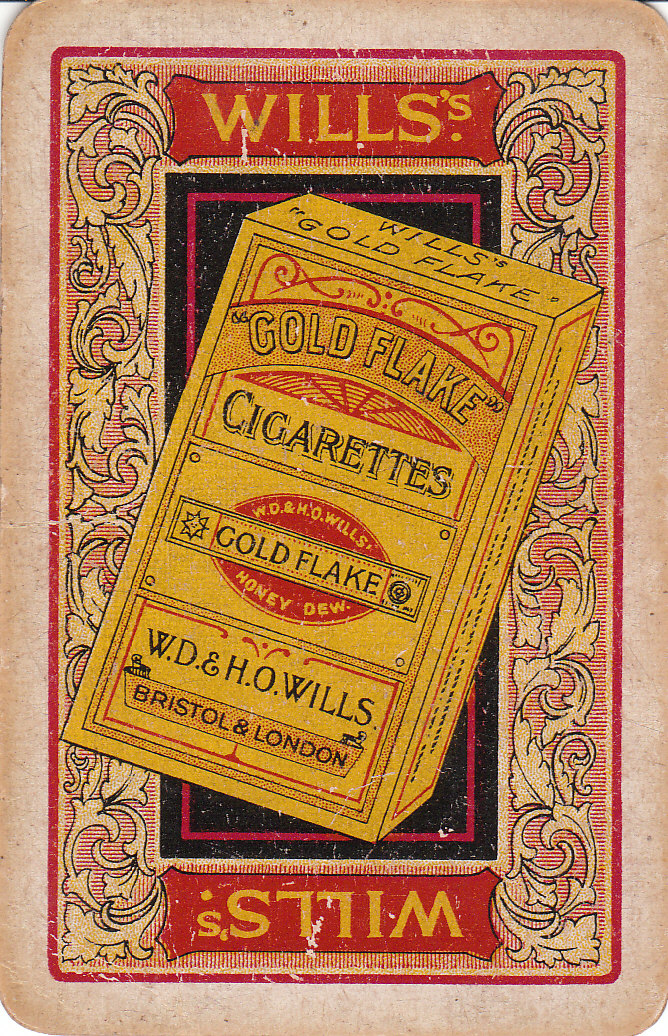 WILLS's.
WILLS's
"GOLD FLAKE"
"GOLD FLAKE"
CIGARETTES
W.D.& H.O.WILLS'
GOLD FLAKE
HONEY DEW.
W.D.& H.O.WILLS.
BRISTOL & LONDON
WILLS's.